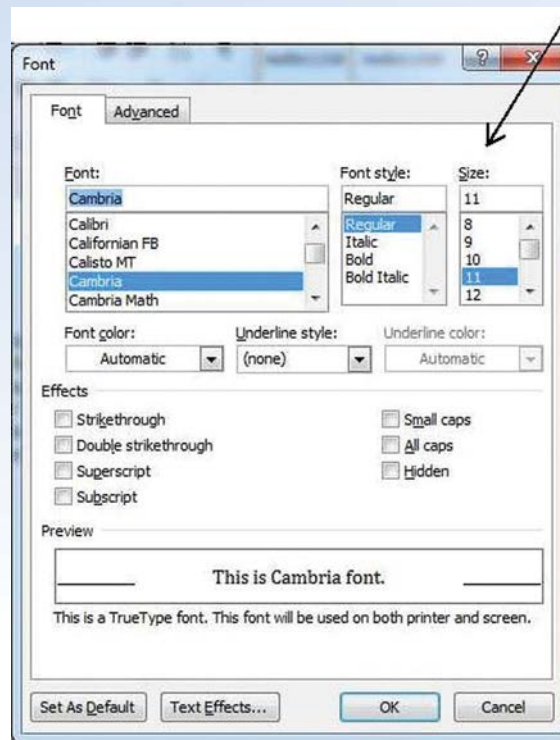 Font
Font Advanced
Font: Font style: Size:
Cambria Regular 11
Calibri Regular 8
Californian FB Italic 9
Calisto MT Bold 10
Cambria Bold Italic 11
Cambria Math 12
Font color: Underline style: Underline color:
Automatic (none) Automatic
Effects
Strikethrough Small caps
Double strikethrough All caps
Superscript Hidden
Subscript
Preview
This is Cambria font.
This is a TrueType font. This font will be used on both printer and screen.
Set As Default Text Effects... OK Cancel